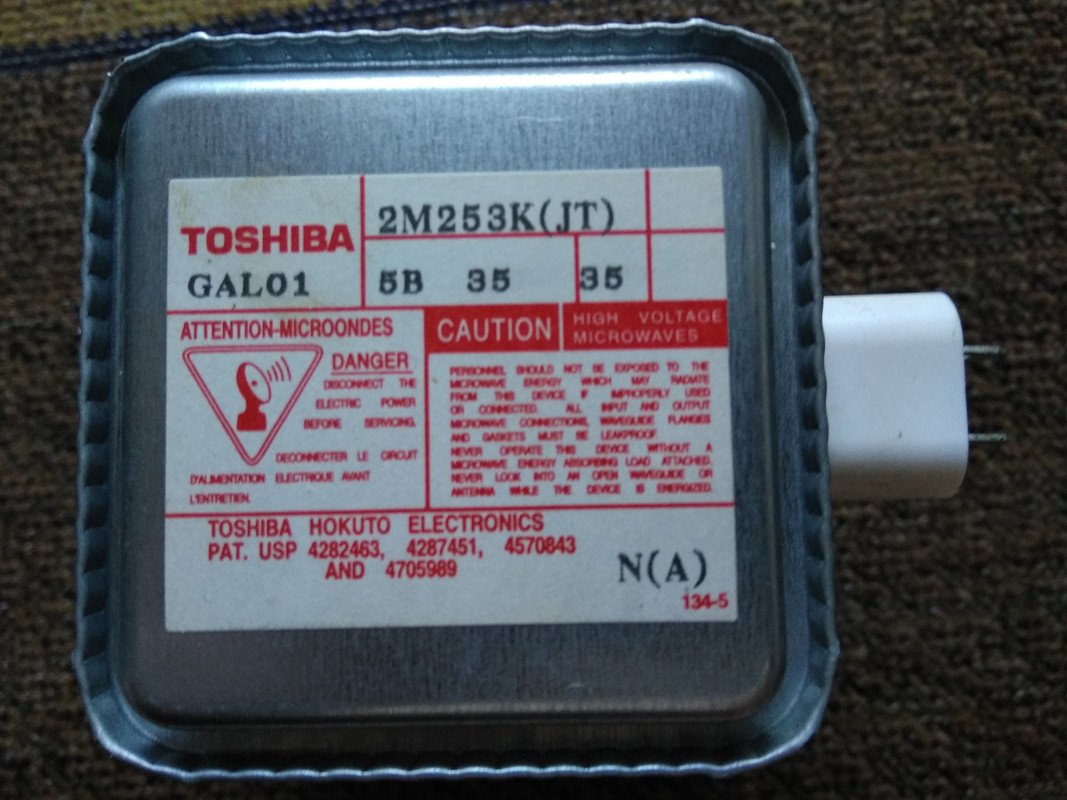 TOSHIBA
2M253K(JT)
GAL01
5B 35 35
ATTENTION-MICROONDES
DANGER
DISCONNECT THE
ELECTRIC POWER
BEFORE SERVICING.
DECONNECTER LE CIRCUIT
D'ALIMENTATION ELECTRIQUE AVANT
L'ENTRETIEN.
CAUTION
HIGH VOLTAGE
MICROWAVES
PERSONNEL SHOULD NOT BE EXPOSED TO THE
MICROWAVE ENERGY WHICH MAY RADIATE
FROM THIS DEVICE IF IMPROPERLY USED
OR CONNECTED. ALL INPUT AND OUTPUT
MICROWAVE CONNECTIONS, WAVEGUIDE FLANGES
AND GASKETS MUST BE LEAKPROOF.
NEVER OPERATE THIS DEVICE WITHOUT A
MICROWAVE ENERGY ABSORBING LOAD ATTACHED.
NEVER LOOK INTO AN OPEN WAVEGUIDE OR
ANTENNA WHILE THE DEVICE IS ENERGIZED.
TOSHIBA HOKUTO ELECTRONICS
PAT. USP 4282463, 4287451, 4570843
AND 4705989
N(A)
134-5